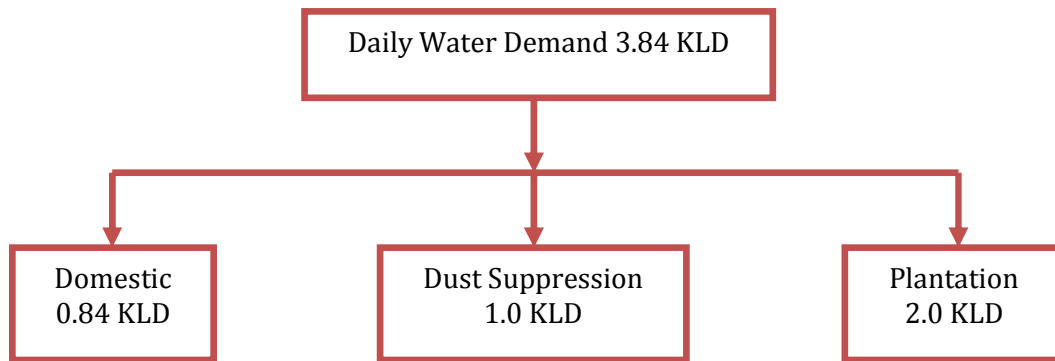 Daily Water Demand 3.84 KLD
Domestic
0.84 KLD
Dust Suppression
1.0 KLD
Plantation
2.0 KLD